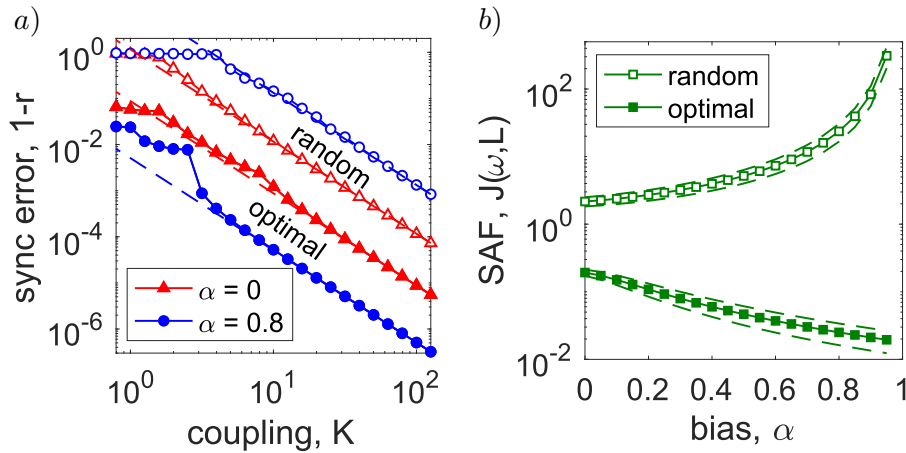 a)
sync error, 1-r
10^0
10^-2
10^-4
10^-6
random
optimal
α = 0
α = 0.8
10^0
10^1
10^2
coupling, K
b)
SAF, J(ω,L)
10^2
10^0
10^-2
random
optimal
0
0.2
0.4
0.6
0.8
1
bias, α